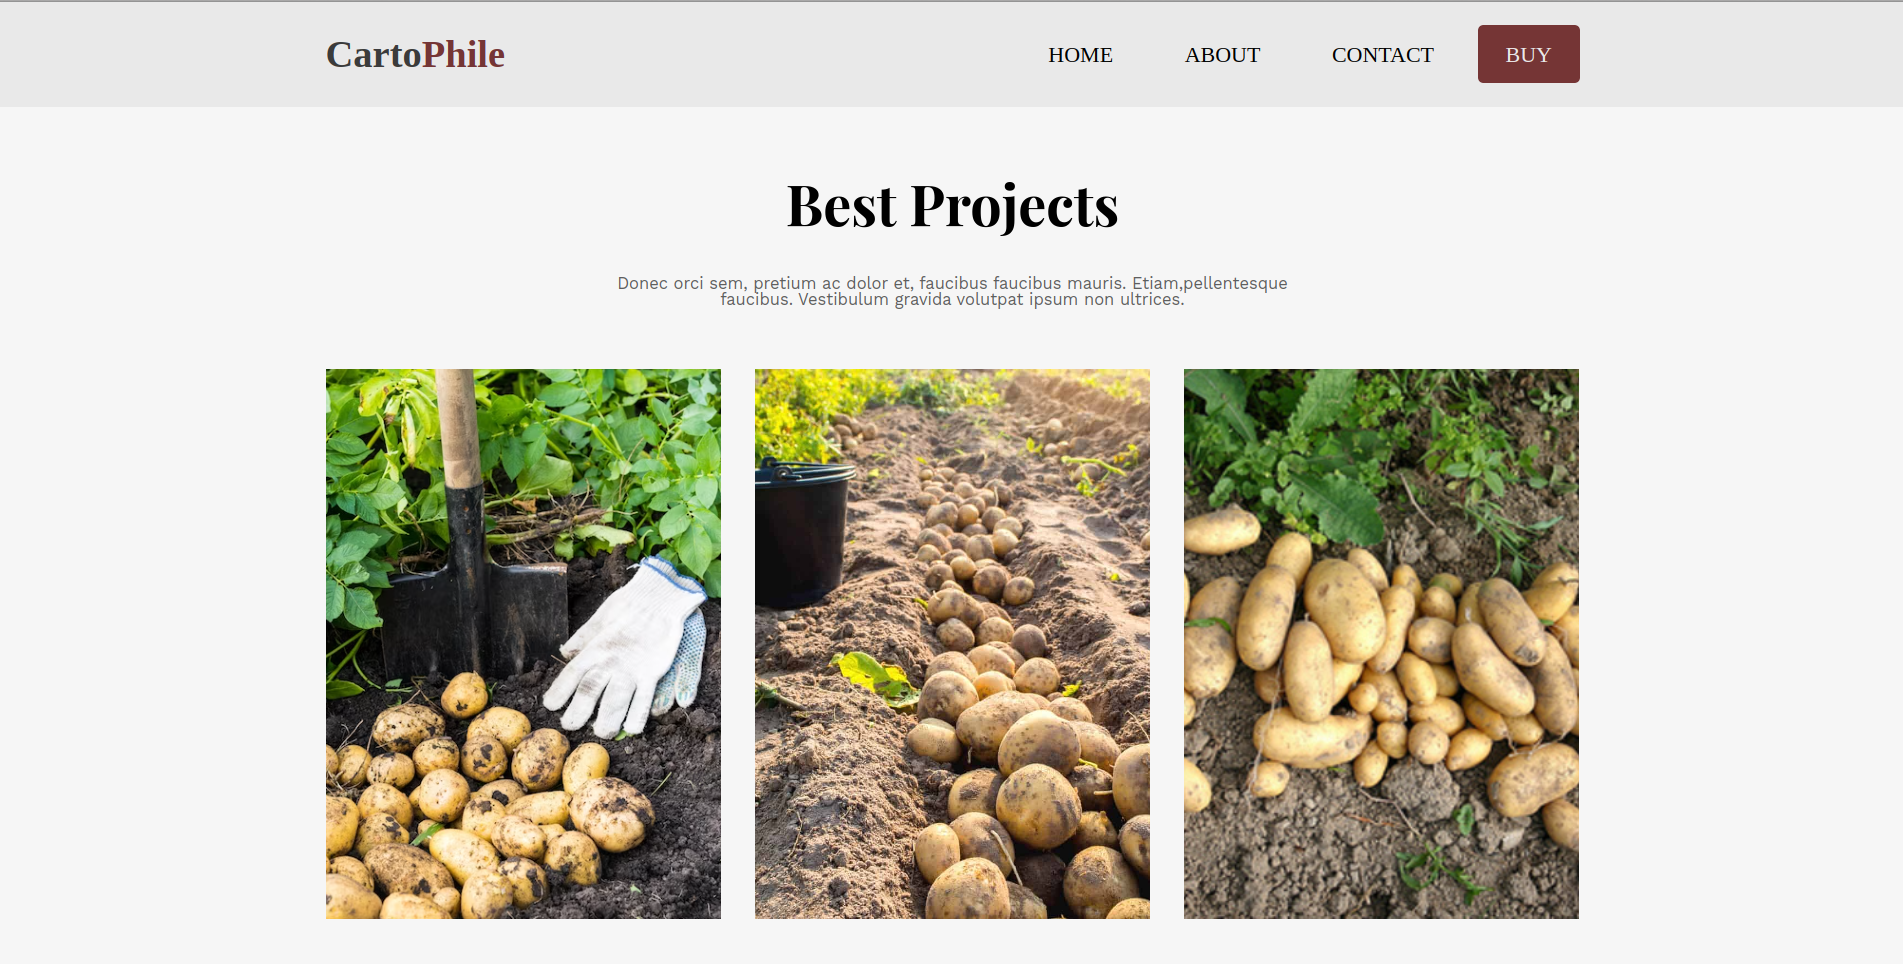 CartoPhile
HOME ABOUT CONTACT BUY
Best Projects
Donec orci sem, pretium ac dolor et, faucibus faucibus mauris. Etiam,pellentesque
faucibus. Vestibulum gravida volutpat ipsum non ultrices.